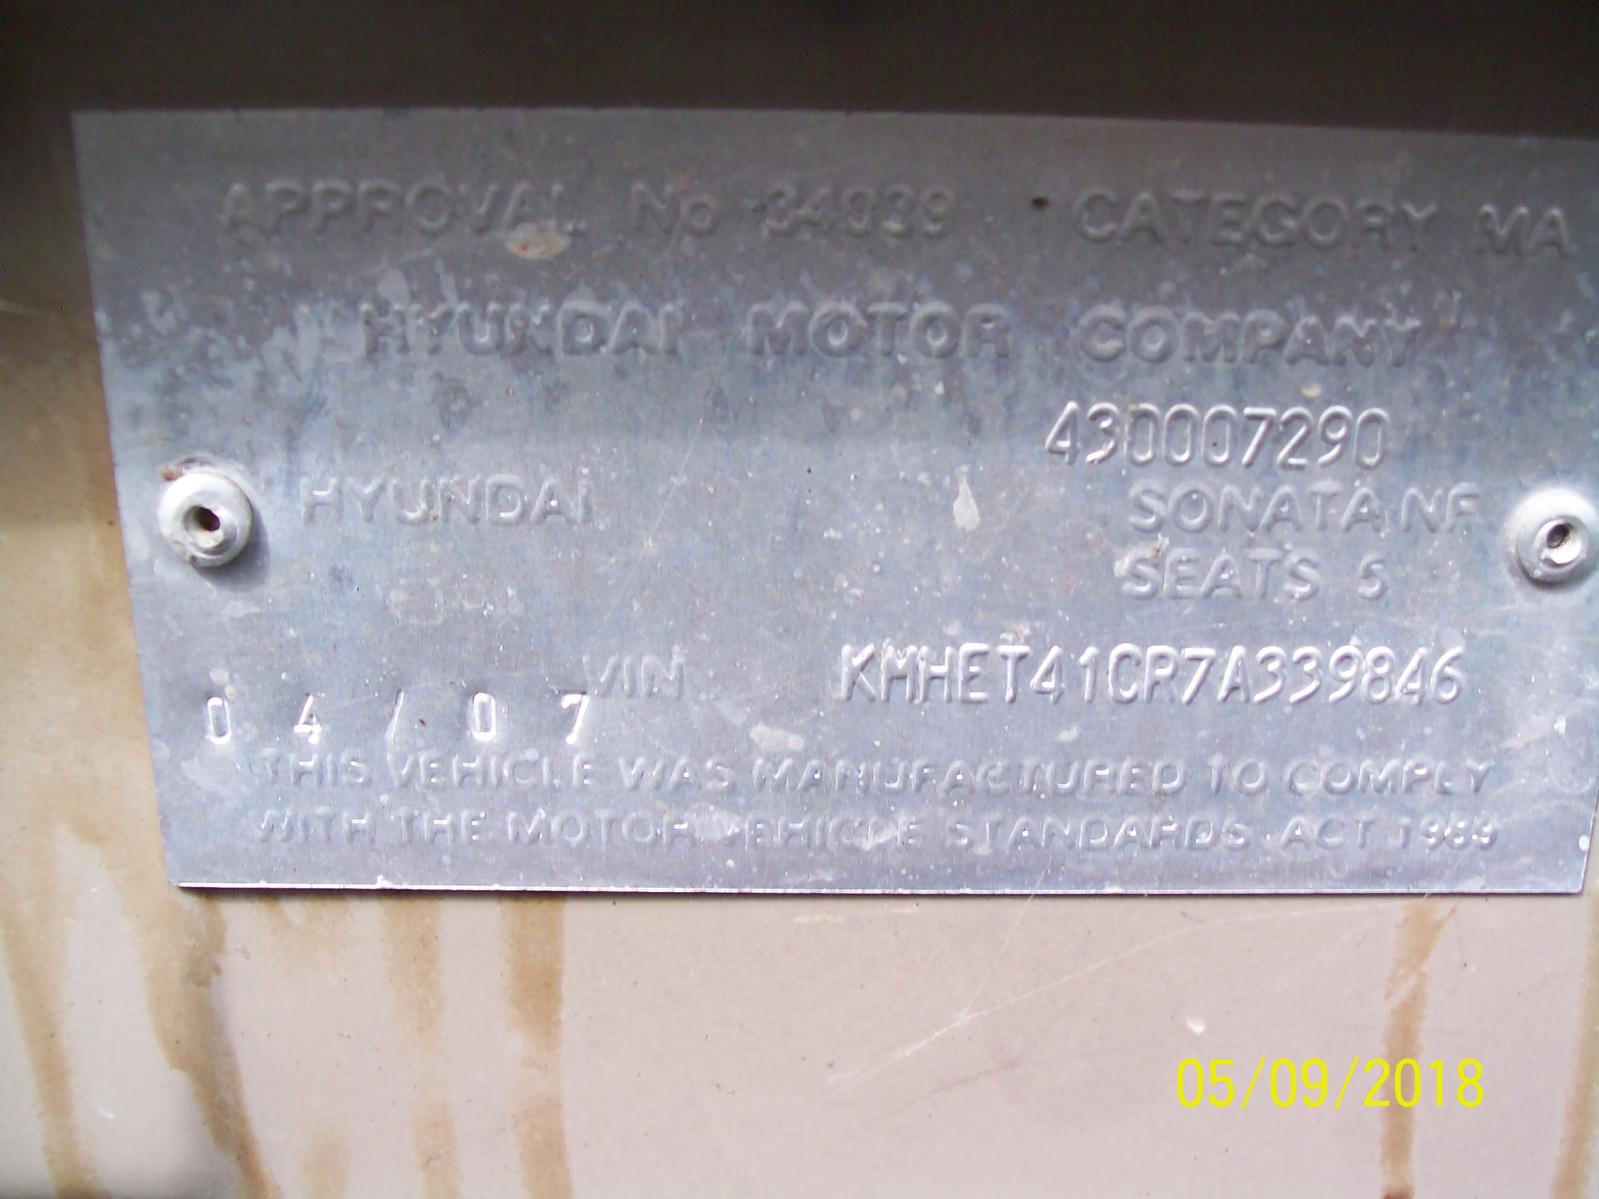 APPROVAL No 34039 CATEGORY MA
HYUNDAI MOTOR COMPANY
430007290
HYUNDAI SONATA NF
SEATS 5
VIN KMHET41CR7A339846
04/07
THIS VEHICLE WAS MANUFACTURED TO COMPLY
WITH THE MOTOR VEHICLE STANDARDS ACT 1989
05/09/2018